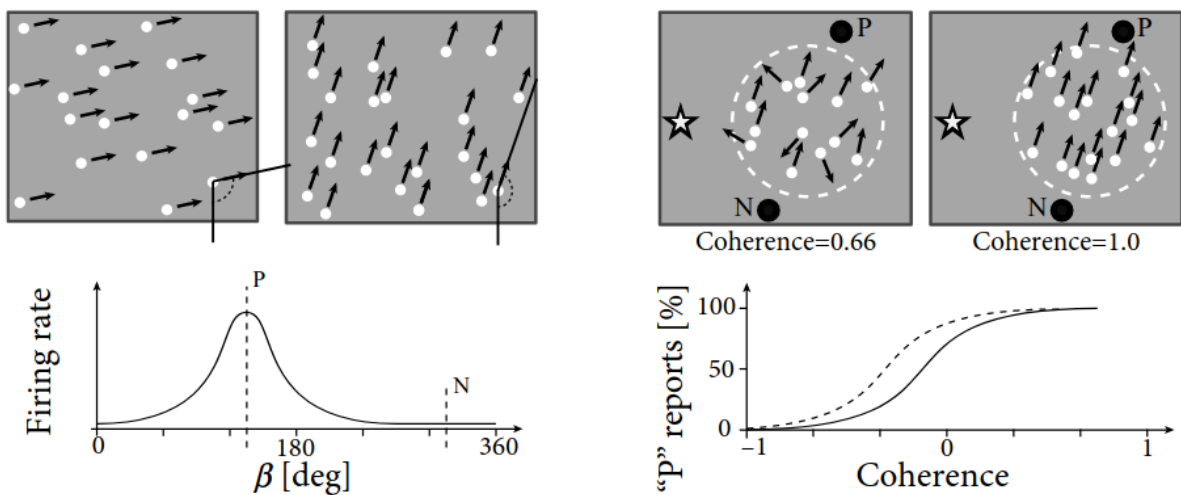 P
N
Coherence=0.66
P
N
Coherence=1.0
Firing rate
P
N
0
180
360
β [deg]
"P" reports [%]
100
50
0
−1
0
1
Coherence